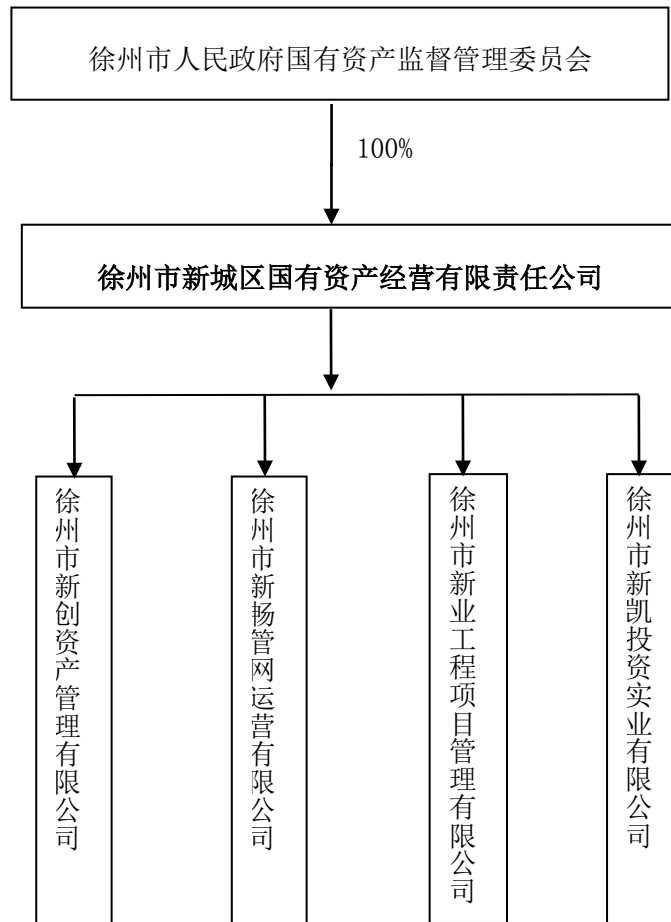 徐州市人民政府国有资产监督管理委员会
100%
徐州市新城区国有资产经营有限责任公司
徐州市新创资产管理有限公司
徐州市新畅管网运营有限公司
徐州市新业工程项目管理有限公司
徐州市新凯投资实业有限公司